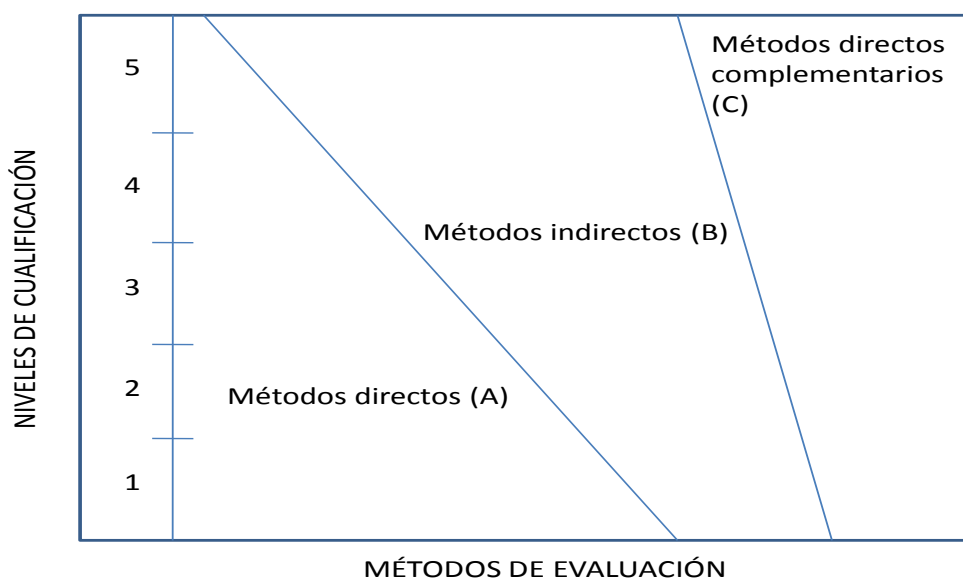 NIVELES DE CUALIFICACIÓN
5
4
3
2
1
Métodos directos
complementarios
(C)
Métodos indirectos (B)
Métodos directos (A)
MÉTODOS DE EVALUACIÓN